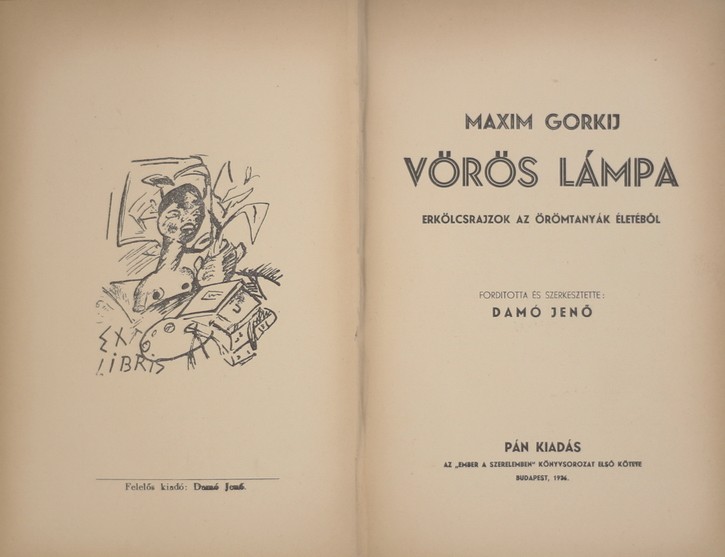 EX
LIBRIS
Felelős kiadó: Damó Jenő.
MAXIM GORKIJ
VÖRÖS LÁMPA
ERKÖLCSRAJZOK AZ ÖRÖMTANYÁK ÉLETÉBŐL
FORDITOTTA ÉS SZERKESZTETTE:
DAMÓ JENŐ
PÁN KIADÁS
AZ „EMBER A SZERELEMBEN" KÖNYVSOROZAT ELSŐ KÖTETE
BUDAPEST, 1936.